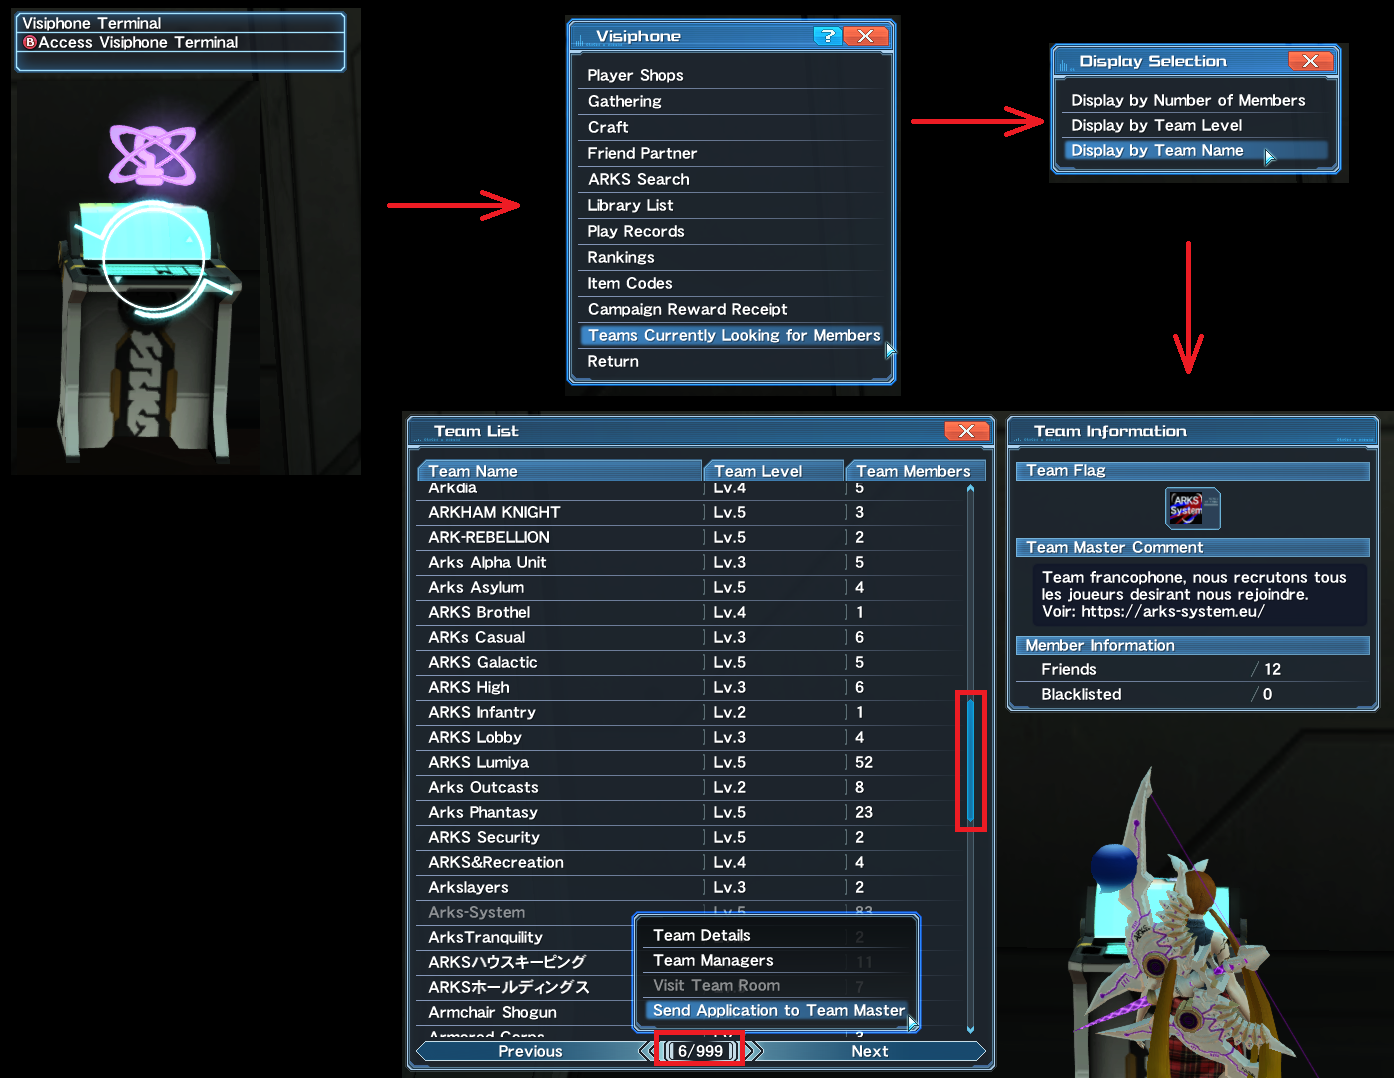 Visiphone Terminal
B Access Visiphone Terminal
Visiphone
?
Player Shops
Gathering
Craft
Friend Partner
ARKS Search
Library List
Play Records
Rankings
Item Codes
Campaign Reward Receipt
Teams Currently Looking for Members
Return
Display Selection
Display by Number of Members
Display by Team Level
Display by Team Name
Team List
Team Name Team Level Team Members
Arkdia Lv.4 5
ARKHAM KNIGHT Lv.5 3
ARK-REBELLION Lv.5 2
Arks Alpha Unit Lv.3 5
Arks Asylum Lv.5 4
ARKS Brothel Lv.4 1
ARKs Casual Lv.3 6
ARKS Galactic Lv.5 5
ARKS High Lv.3 6
ARKS Infantry Lv.2 1
ARKS Lobby Lv.3 4
ARKS Lumiya Lv.5 52
Arks Outcasts Lv.2 8
Arks Phantasy Lv.5 23
ARKS Security Lv.5 2
ARKS&Recreation Lv.4 4
Arkslayers Lv.3 2
Arks-System Lv.5 83
ArksTranquility 2
ARKSハウスキーピング 11
ARKSホールディングス 7
Armchair Shogun
Armored Corps 3
Team Details
Team Managers
Visit Team Room
Send Application to Team Master
Previous 6/999 Next
Team Information
Team Flag
ARKS
System
Team Master Comment
Team francophone, nous recrutons tous
les joueurs desirant nous rejoindre.
Voir: https://arks-system.eu/
Member Information
Friends / 12
Blacklisted / 0